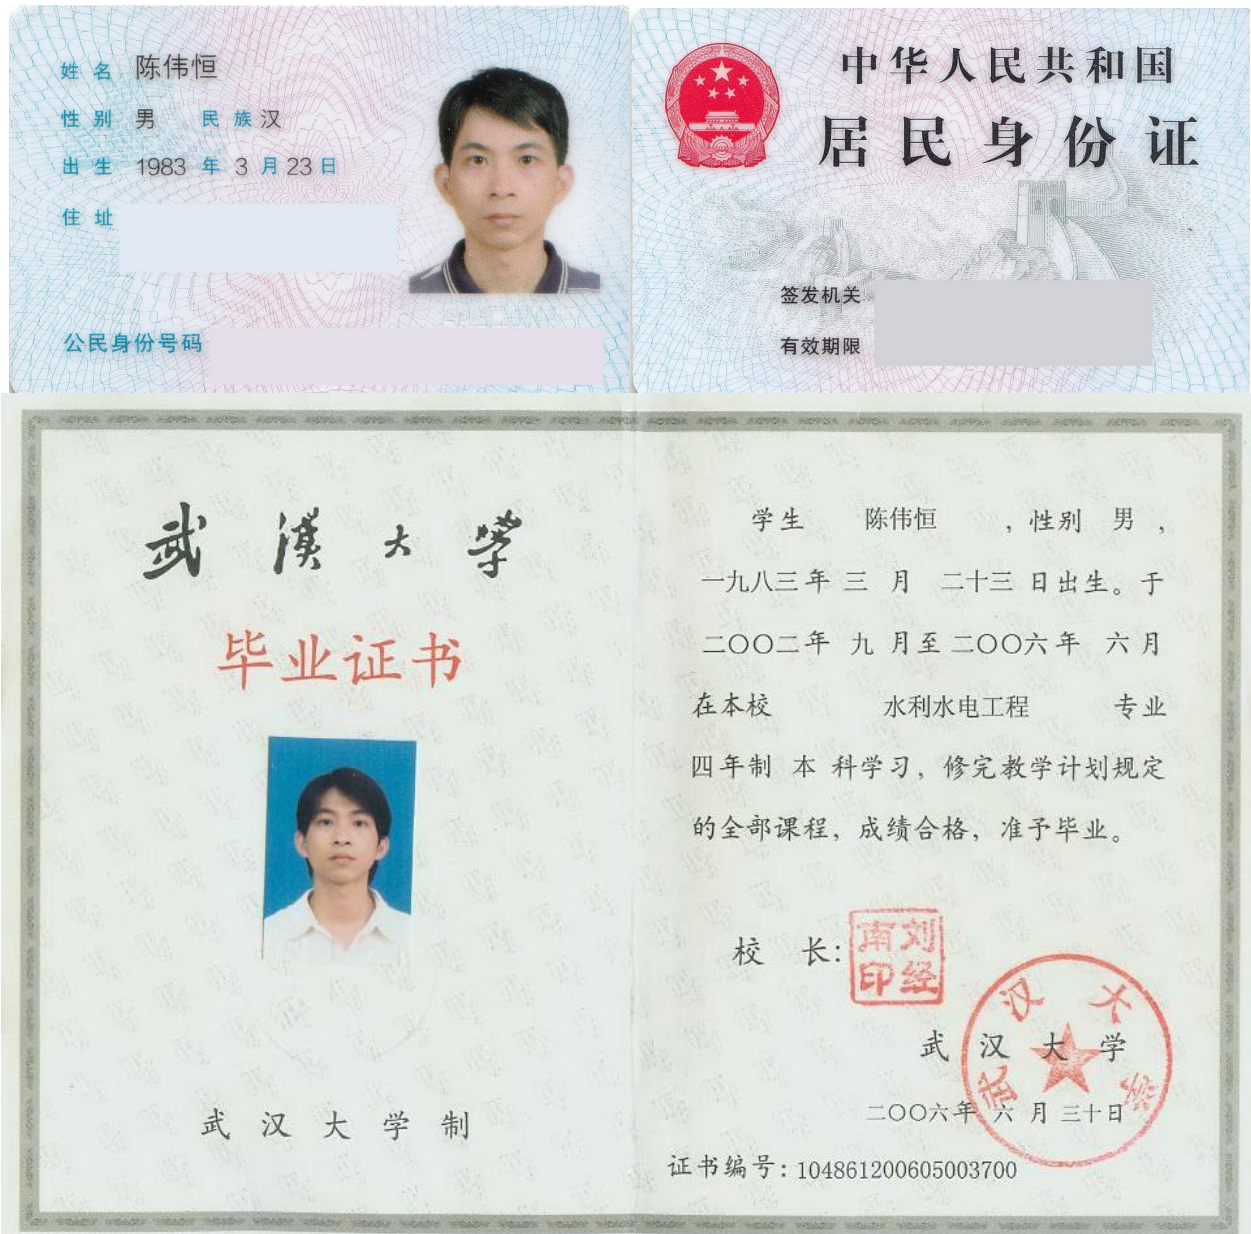 姓名 陈伟恒
性别 男 民族 汉
出生 1983 年 3 月 23 日
住址
公民身份号码
中华人民共和国
居民身份证
签发机关
有效期限
武漢大学
毕业证书
武汉大学制
学生 陈伟恒 ,性别 男 ,
一九八三年 三 月 二十三 日出生。于
二〇〇二年 九 月至 二〇〇六年 六 月
在本校 水利水电工程 专业
四年制 本 科学习，修完教学计划规定
的全部课程，成绩合格，准予毕业。
校 长:
刘经南印
武汉大学
武汉大学
二〇〇六年 六 月 三十日
证书编号: 104861200605003700